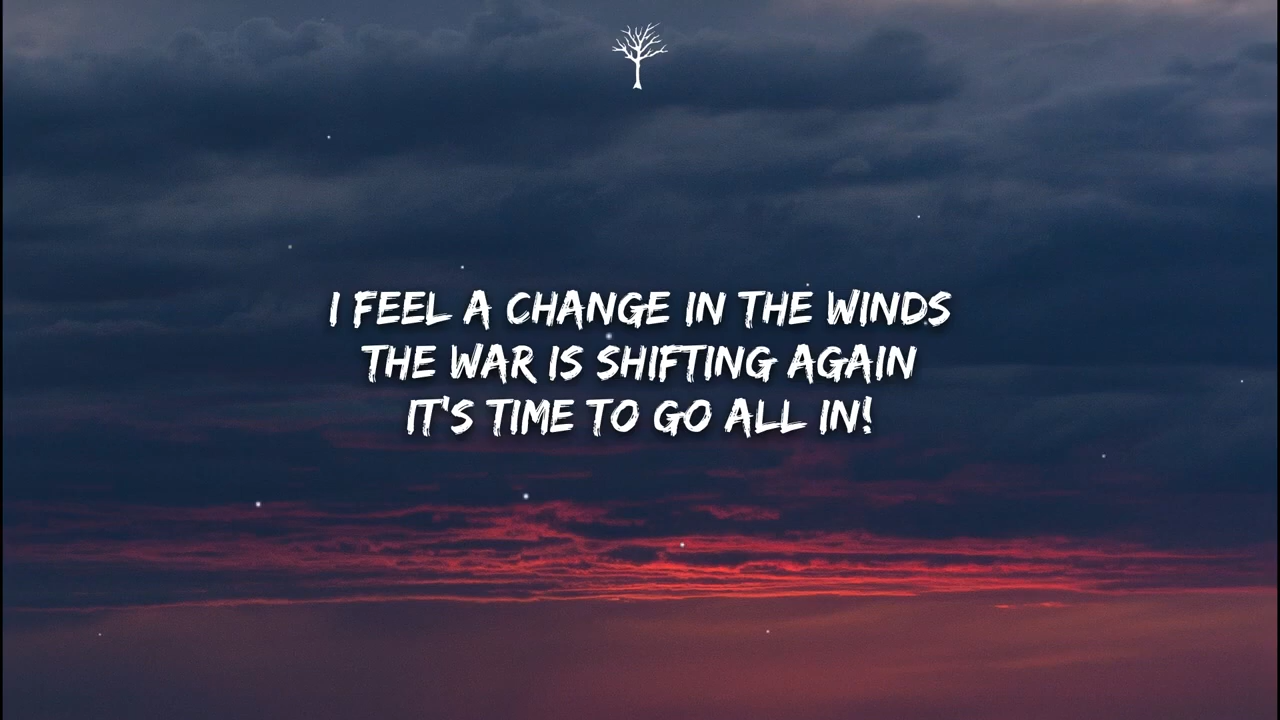 I FEEL A CHANGE IN THE WINDS
THE WAR IS SHIFTING AGAIN
IT'S TIME TO GO ALL IN!